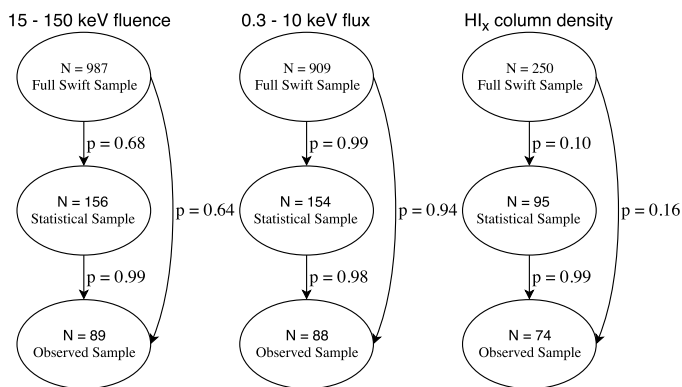 15 - 150 keV fluence
N = 987
Full Swift Sample
p = 0.68
N = 156
Statistical Sample
p = 0.64
p = 0.99
N = 89
Observed Sample
0.3 - 10 keV flux
N = 909
Full Swift Sample
p = 0.99
N = 154
Statistical Sample
p = 0.94
p = 0.98
N = 88
Observed Sample
HIx column density
N = 250
Full Swift Sample
p = 0.10
N = 95
Statistical Sample
p = 0.16
p = 0.99
N = 74
Observed Sample